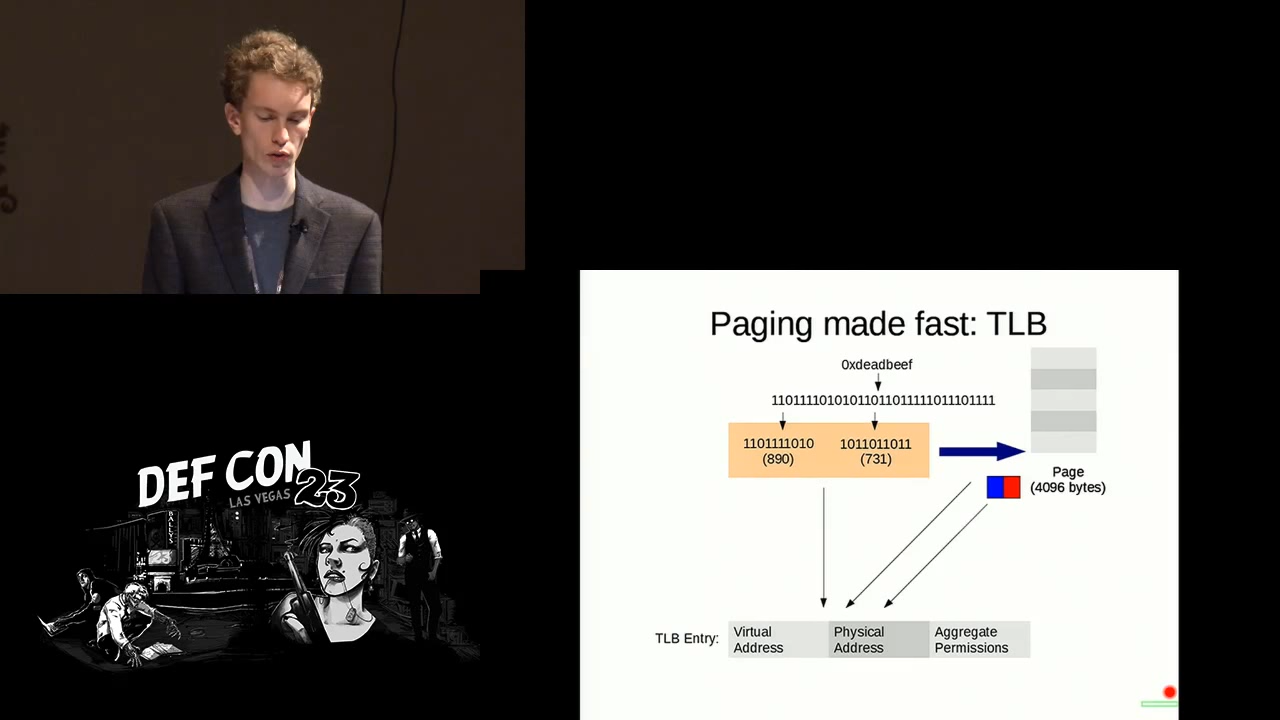 Paging made fast: TLB
0xdeadbeef
11011110101011011011111011101111
1101111010
(890)
1011011011
(731)
Page
(4096 bytes)
TLB Entry:
Virtual
Address
Physical
Address
Aggregate
Permissions
DEF CON
LAS VEGAS 23
BALLYS